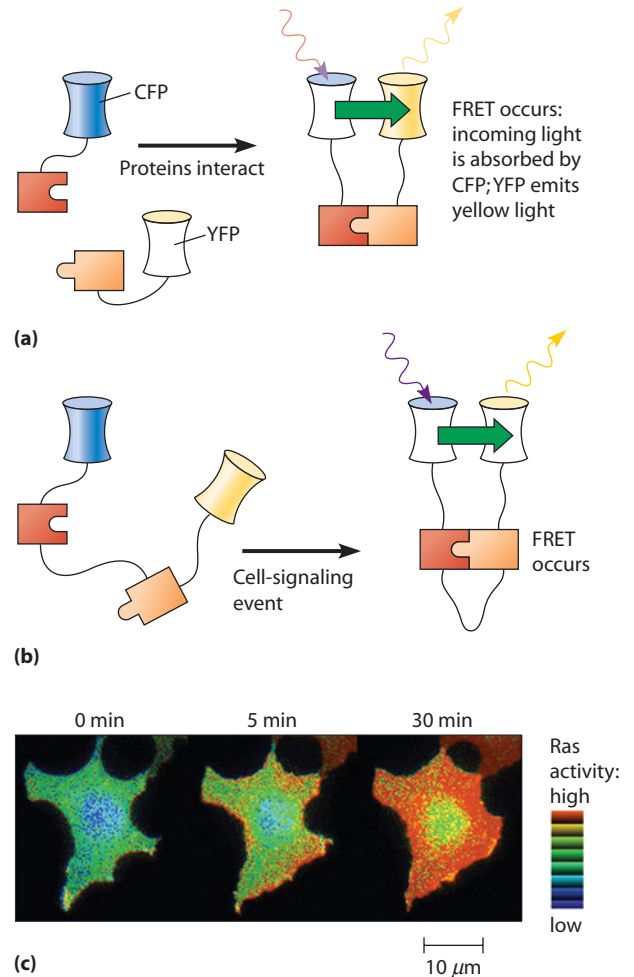 CFP
Proteins interact
YFP
FRET occurs:
incoming light
is absorbed by
CFP; YFP emits
yellow light
(a)
Cell-signaling
event
FRET
occurs
(b)
0 min
5 min
30 min
Ras
activity:
high
low
10 μm
(c)